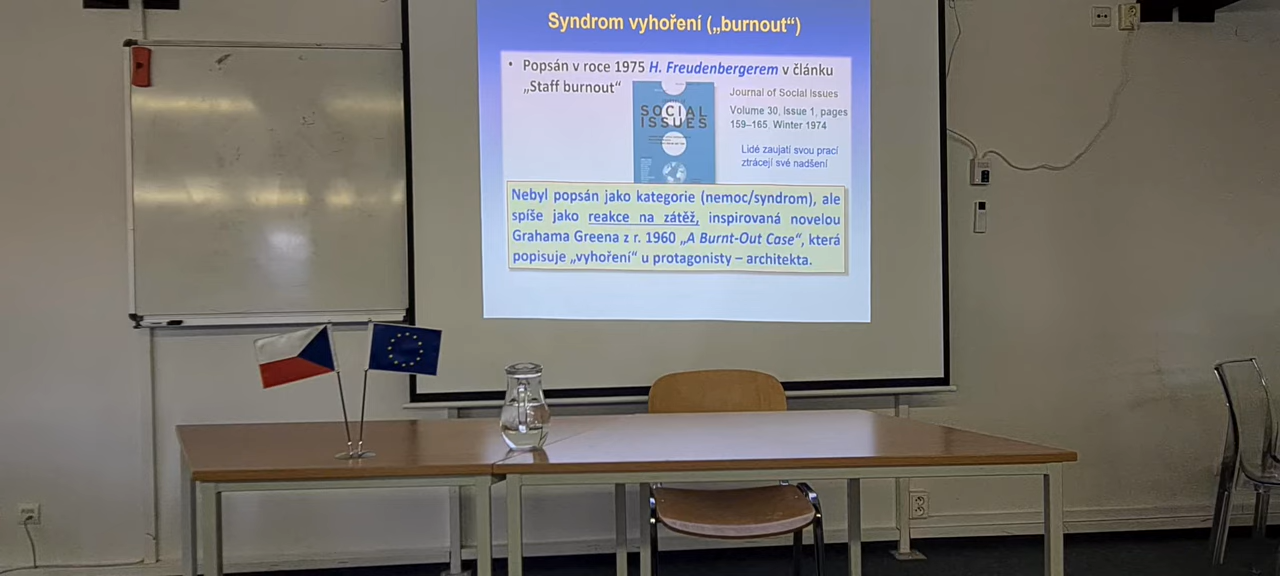 Syndrom vyhoření („burnout“)
• Popsán v roce 1975 H. Freudenbergerem v článku
„Staff burnout“
SOCIAL
ISSUES
Journal of Social Issues
Volume 30, Issue 1, pages
159–165, Winter 1974
Lidé zaujatí svou prací
ztrácejí své nadšení
Nebyl popsán jako kategorie (nemoc/syndrom), ale
spíše jako reakce na zátěž, inspirovaná novelou
Grahama Greena z r. 1960 „A Burnt-Out Case“, která
popisuje „vyhoření“ u protagonisty – architekta.